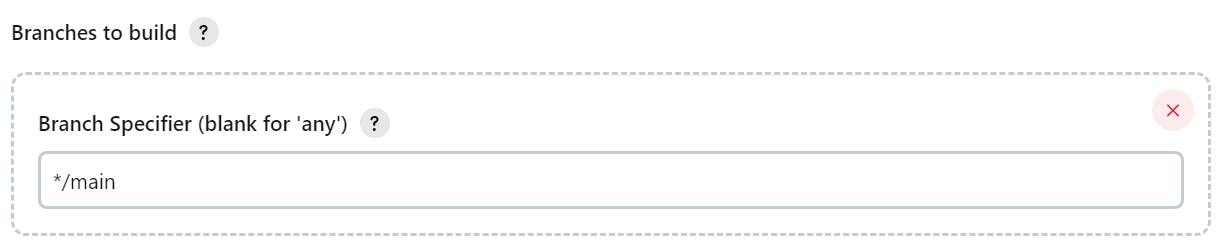 Branches to build ?
Branch Specifier (blank for 'any') ?
*/main